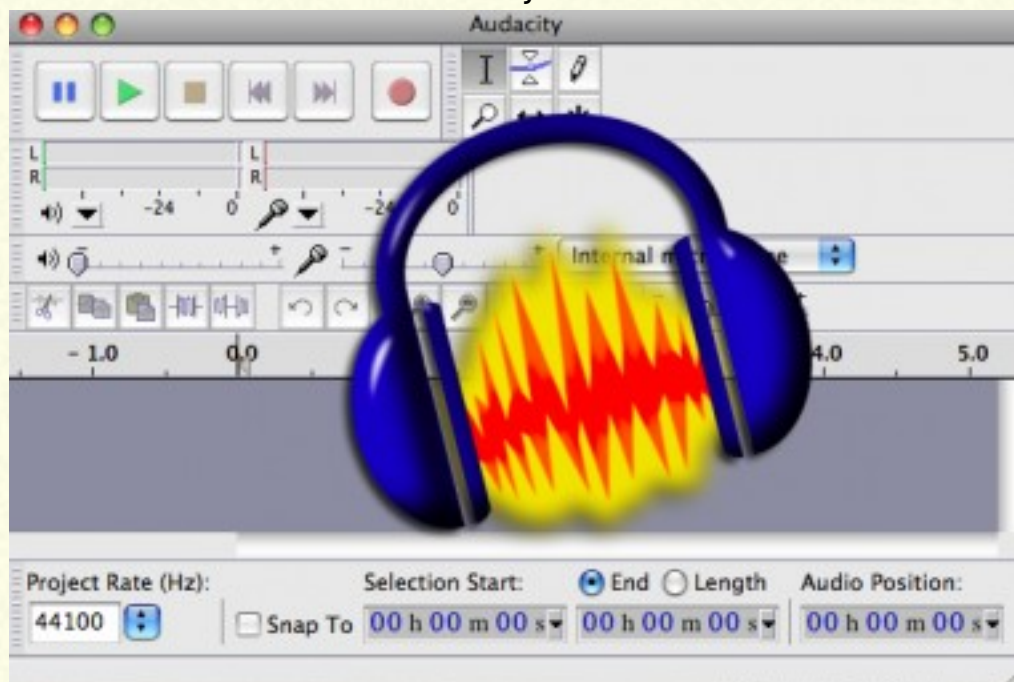 Audacity
L
R
-24 0
L
R
-24 0
Internal
- 1.0 0.0 4.0 5.0
Project Rate (Hz): Selection Start: End Length Audio Position:
44100 Snap To 00 h 00 m 00 s 00 h 00 m 00 s 00 h 00 m 00 s